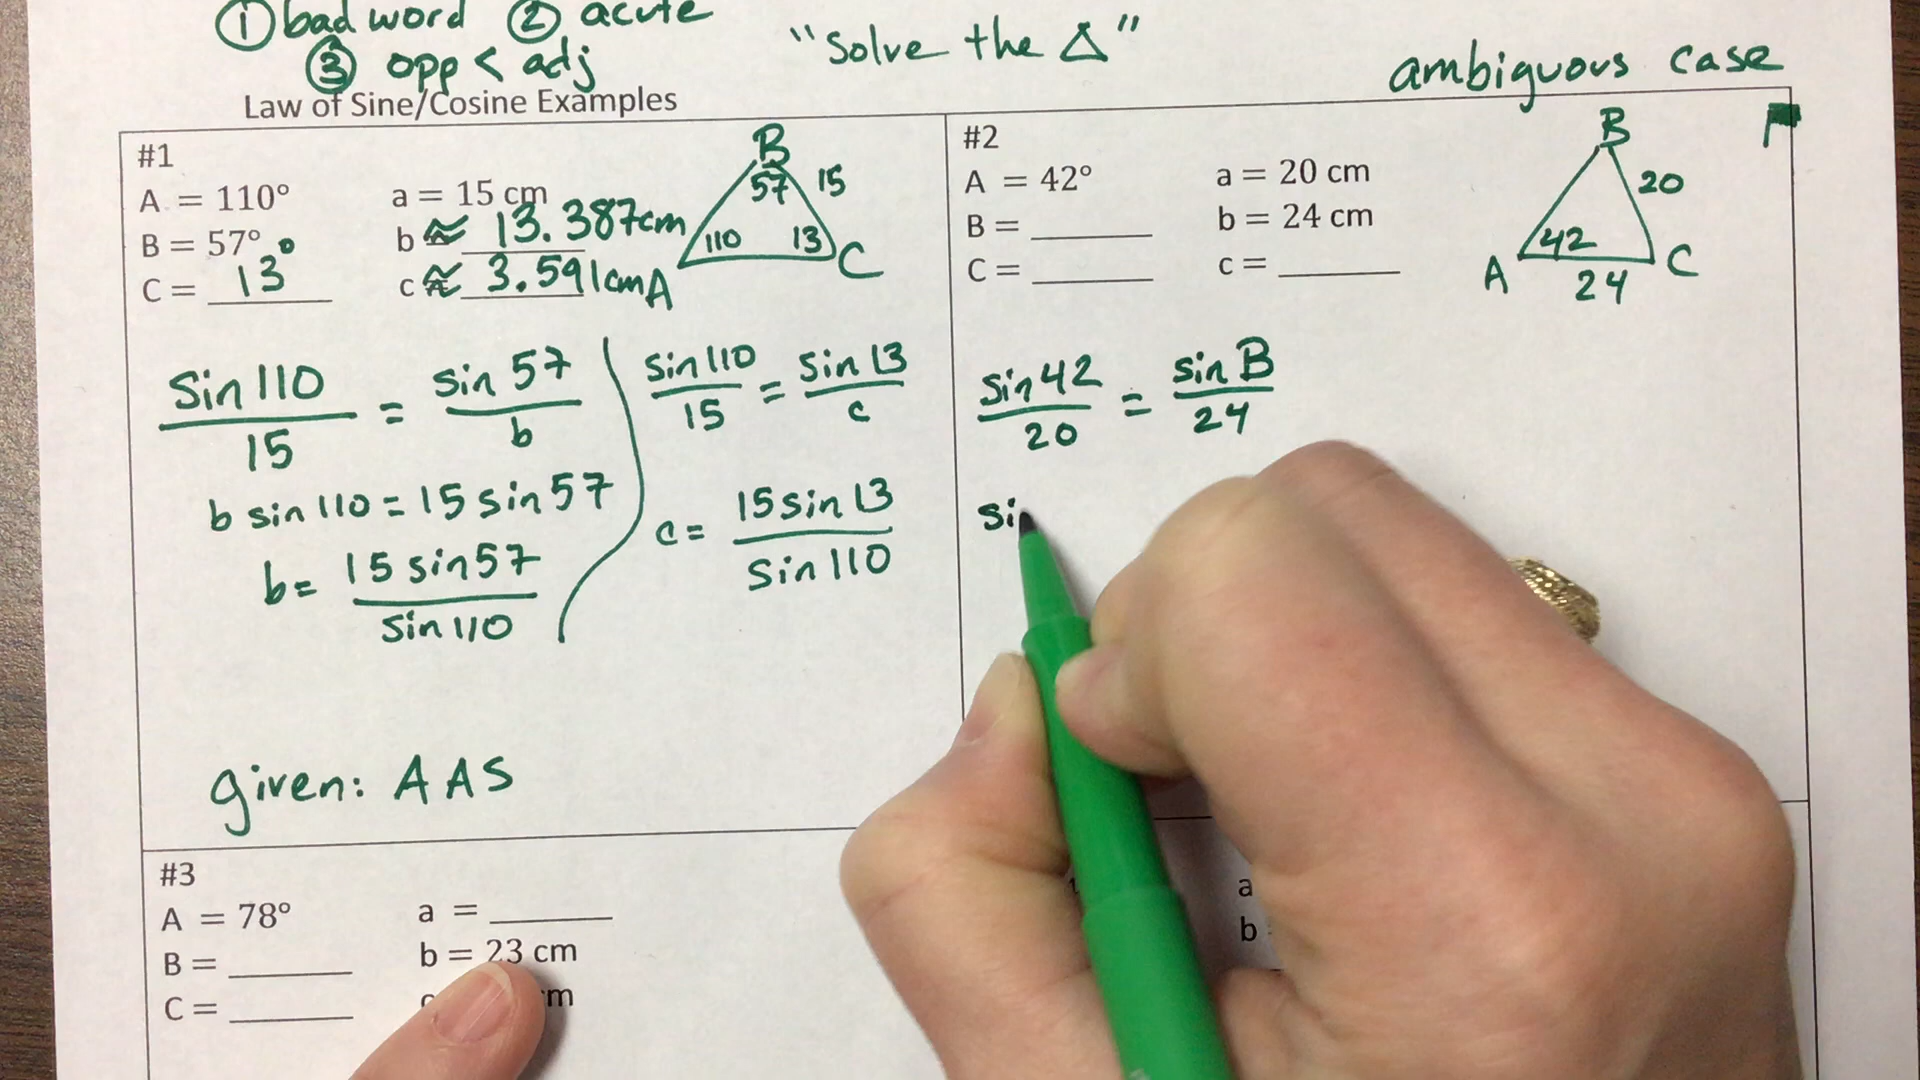 ① bad word ② acute
③ opp < adj
"Solve the △"
ambiguous case
Law of Sine/Cosine Examples
#1
A = 110°
a = 15 cm
B = 57°
b ≈ 13.387cm
C = 13°
c ≈ 3.591cm
B
57
15
110
13
A
C
sin 110 / 15 = sin 57 / b
b sin 110 = 15 sin 57
b = 15 sin 57 / sin 110
sin 110 / 15 = sin 13 / c
c = 15 sin 13 / sin 110
given: AAS
#2
A = 42°
a = 20 cm
B =
b = 24 cm
C =
c =
B
20
42
A
24
C
sin 42 / 20 = sin B / 24
si
#3
A = 78°
a =
B =
b = 23 cm
C =
m
a
b